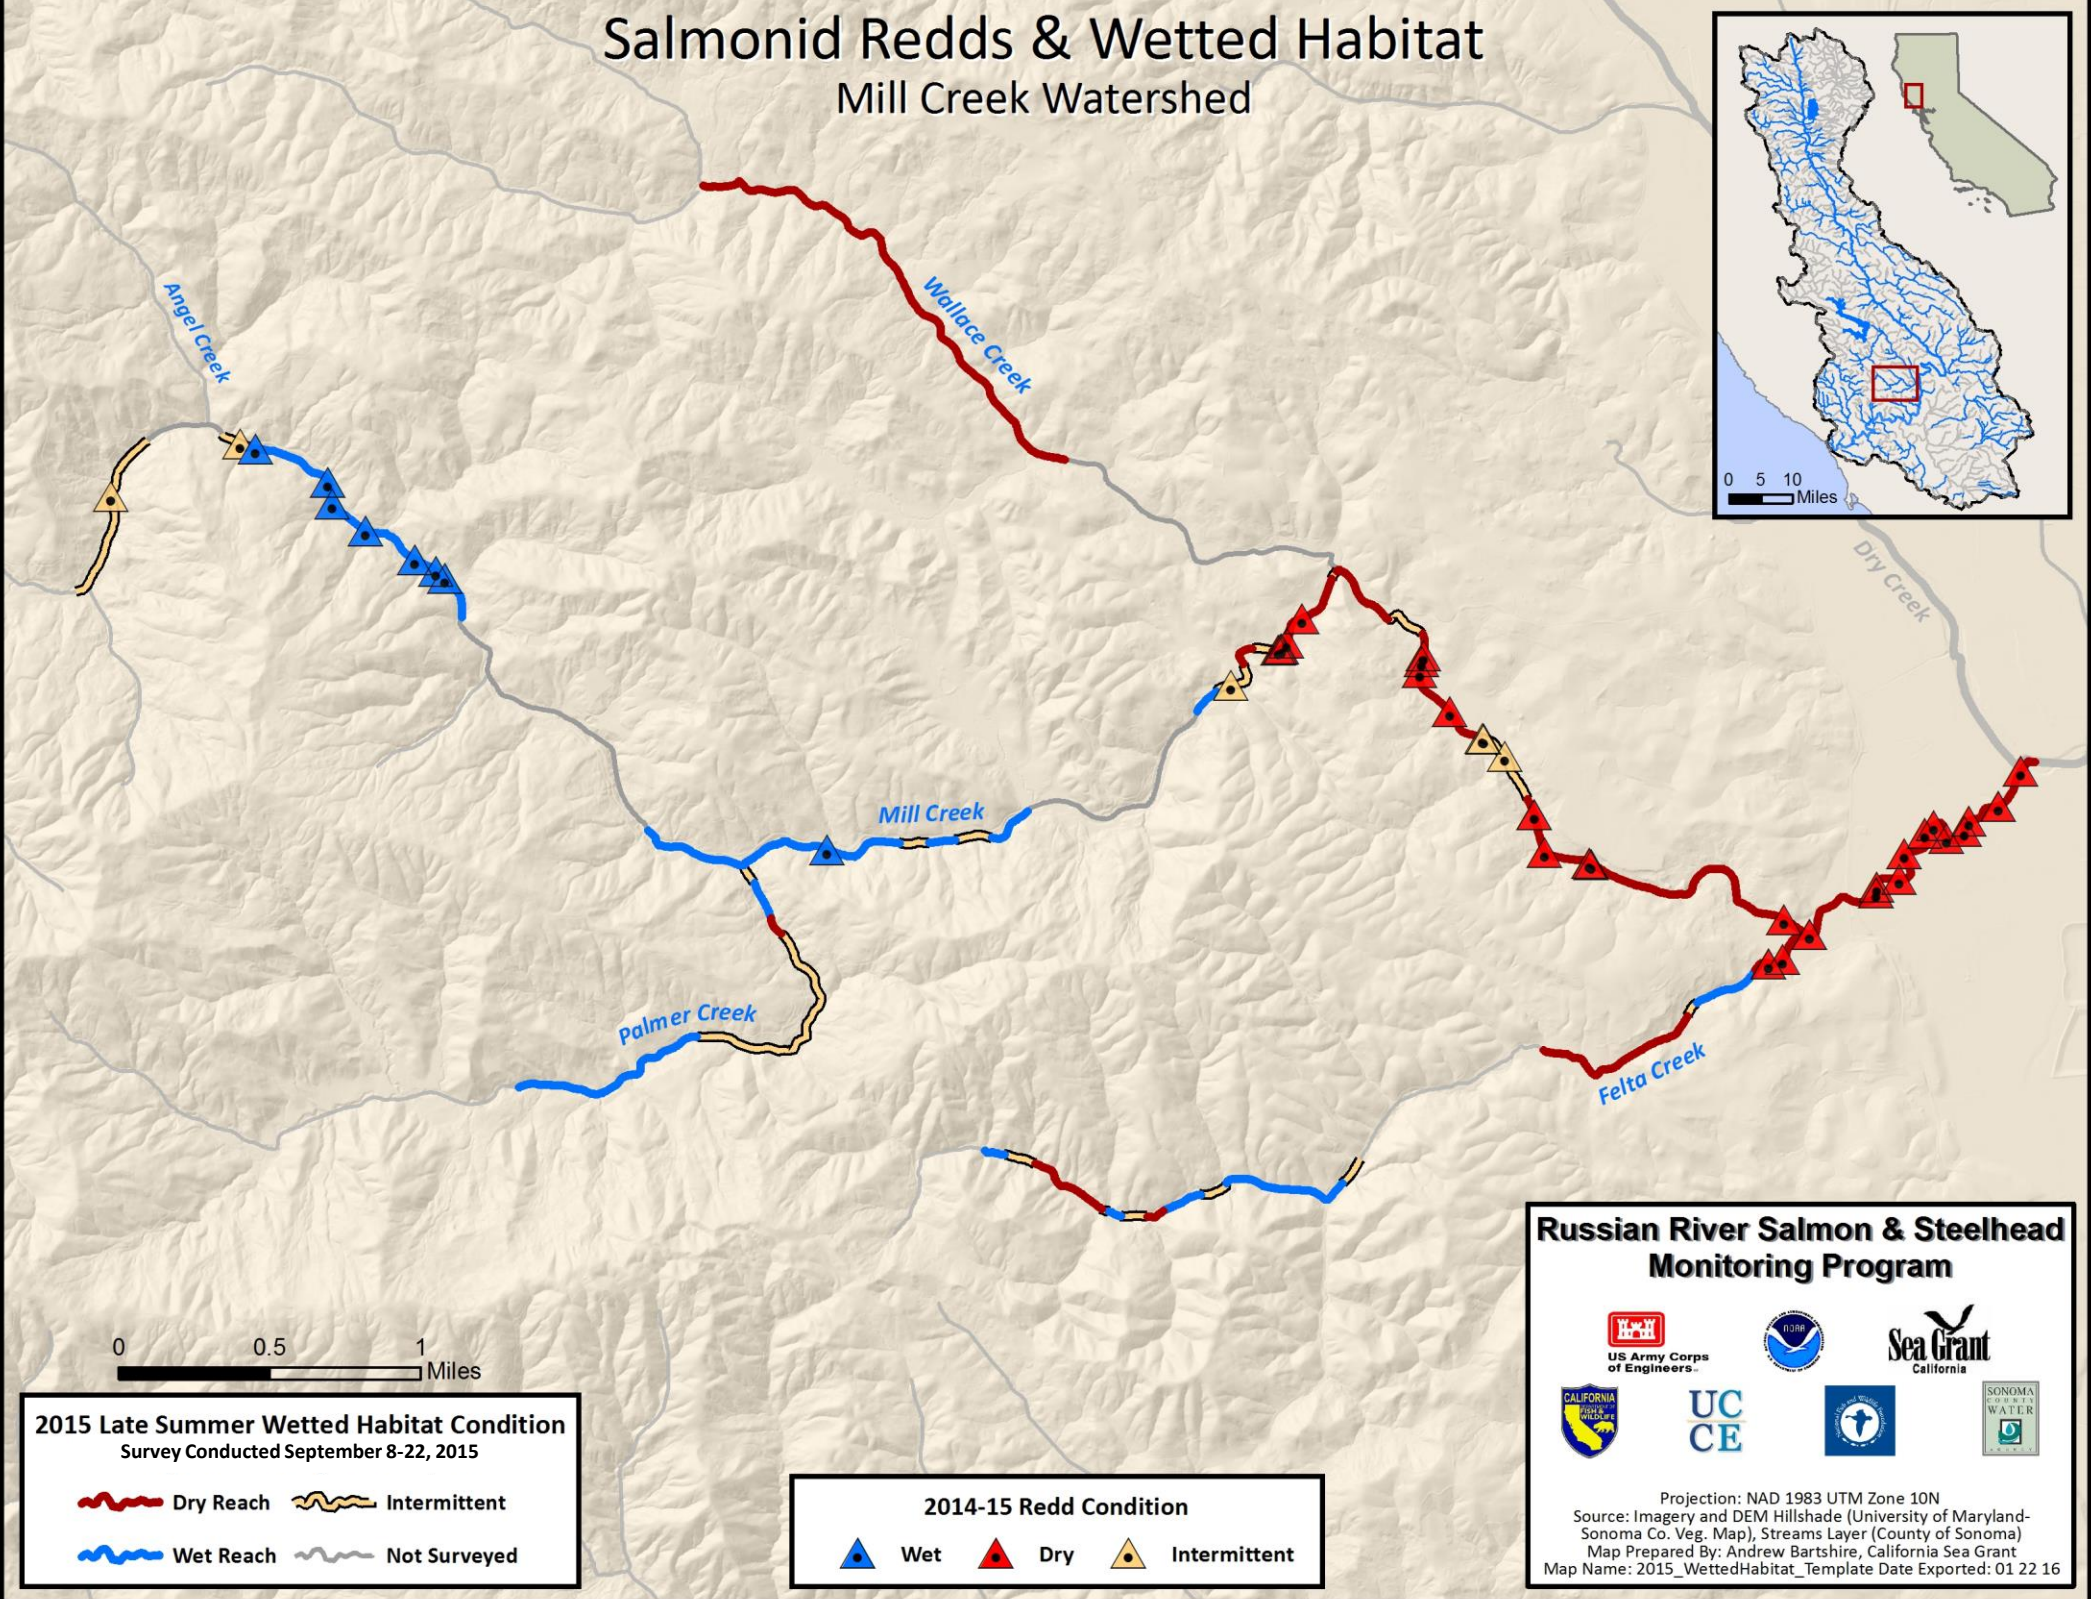 Salmonid Redds & Wetted Habitat
Mill Creek Watershed
0 5 10
Miles
Angel Creek
Wallace Creek
Dry Creek
Mill Creek
Palmer Creek
Felta Creek
0 0.5 1
Miles
2015 Late Summer Wetted Habitat Condition
Survey Conducted September 8-22, 2015
Dry Reach Intermittent
Wet Reach Not Surveyed
2014-15 Redd Condition
Wet Dry Intermittent
Russian River Salmon & Steelhead
Monitoring Program
US Army Corps
of Engineers
NOAA
Sea Grant
California
CALIFORNIA
FISH &
WILDLIFE
UC
CE
SONOMA
COUNTY
WATER
AGENCY
Projection: NAD 1983 UTM Zone 10N
Source: Imagery and DEM Hillshade (University of Maryland-
Sonoma Co. Veg. Map), Streams Layer (County of Sonoma)
Map Prepared By: Andrew Bartshire, California Sea Grant
Map Name: 2015_WettedHabitat_Template Date Exported: 01 22 16